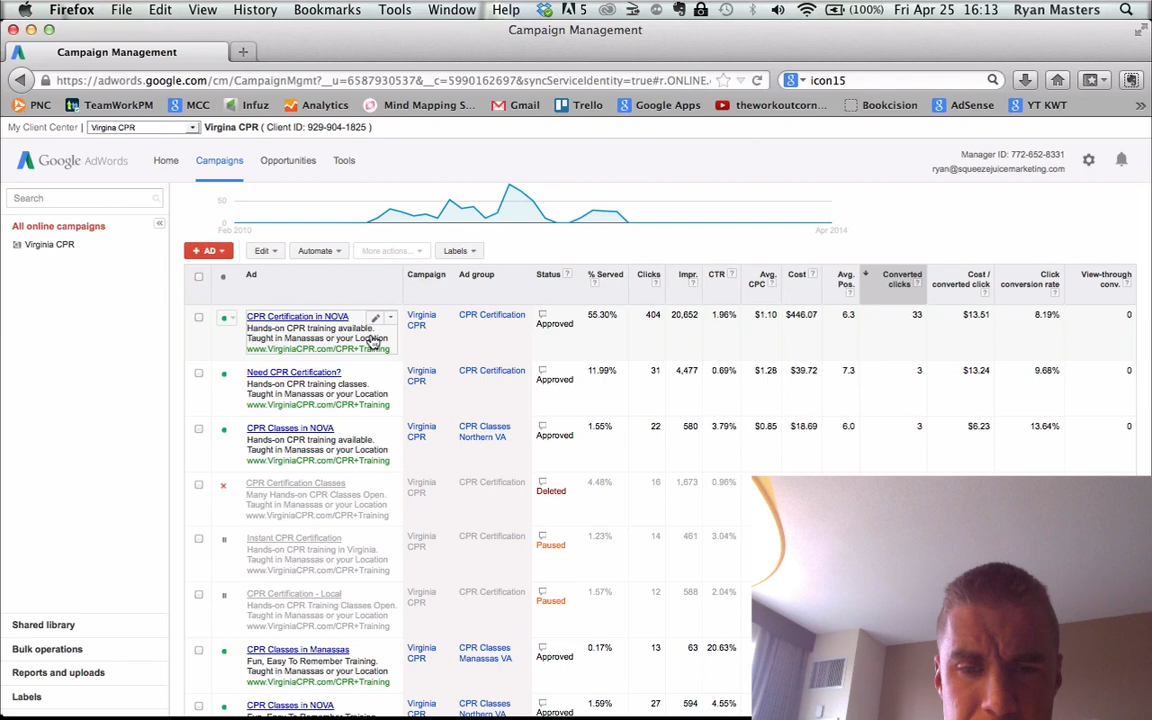 Firefox File Edit View History Bookmarks Tools Window Help 5 (100%) Fri Apr 25 16:13 Ryan Masters
Campaign Management
Campaign Management +
https://adwords.google.com/cm/CampaignMgmt?__u=6587930537&__c=5990162697&syncServiceIdentity=true#r.ONLINE. icon15
PNC TeamWorkPM MCC Infuz Analytics Mind Mapping S... Gmail Trello Google Apps theworkoutcorn... Bookcision AdSense YT KWT »
My Client Center Virgina CPR Virgina CPR ( Client ID: 929-904-1825 )
Google AdWords Home Campaigns Opportunities Tools
Manager ID: 772-652-8331
ryan@squeezejuicemarketing.com
Search
All online campaigns
Virginia CPR
50
Feb 2010 Apr 2014
+ AD Edit Automate More actions... Labels
Ad Campaign Ad group Status ? % Served ? Clicks ? Impr. ? CTR ? Avg. CPC ? Cost ? Avg. Pos. ? Converted clicks ? Cost / converted click ? Click conversion rate ? View-through conv. ?
CPR Certification in NOVA
Hands-on CPR training available.
Taught in Manassas or your Location
www.VirginiaCPR.com/CPR+Training
Virginia CPR CPR Certification Approved 55.30% 404 20,652 1.96% $1.10 $446.07 6.3 33 $13.51 8.19% 0
Need CPR Certification?
Hands-on CPR training classes.
Taught in Manassas or your Location
www.VirginiaCPR.com/CPR+Training
Virginia CPR CPR Certification Approved 11.99% 31 4,477 0.69% $1.28 $39.72 7.3 3 $13.24 9.68% 0
CPR Classes in NOVA
Hands-on CPR training available.
Taught in Manassas or your Location
www.VirginiaCPR.com/CPR+Training
Virginia CPR CPR Classes Northern VA Approved 1.55% 22 580 3.79% $0.85 $18.69 6.0 3 $6.23 13.64% 0
CPR Certification Classes
Many Hands-on CPR Classes Open.
Taught in Manassas or your Location
www.VirginiaCPR.com/CPR+Training
Virginia CPR CPR Certification Deleted 4.48% 16 1,673 0.96%
Instant CPR Certification
Hands-on CPR training in Virginia.
Taught in Manassas or your Location
www.VirginiaCPR.com/CPR+Training
Virginia CPR CPR Certification Paused 1.23% 14 461 3.04%
CPR Certification - Local
Hands-on CPR Training Classes Open.
Taught in Manassas or your Location
www.VirginiaCPR.com/CPR+Training
Virginia CPR CPR Certification Paused 1.57% 12 588 2.04%
CPR Classes in Manassas
Fun, Easy To Remember Training.
Taught in Manassas or your Location
www.VirginiaCPR.com/CPR+Training
Virginia CPR CPR Classes Manassas VA Approved 0.17% 13 63 20.63%
CPR Classes in NOVA
Virginia CPR Classes Approved 1.59% 27 594 4.55%
Shared library
Bulk operations
Reports and uploads
Labels